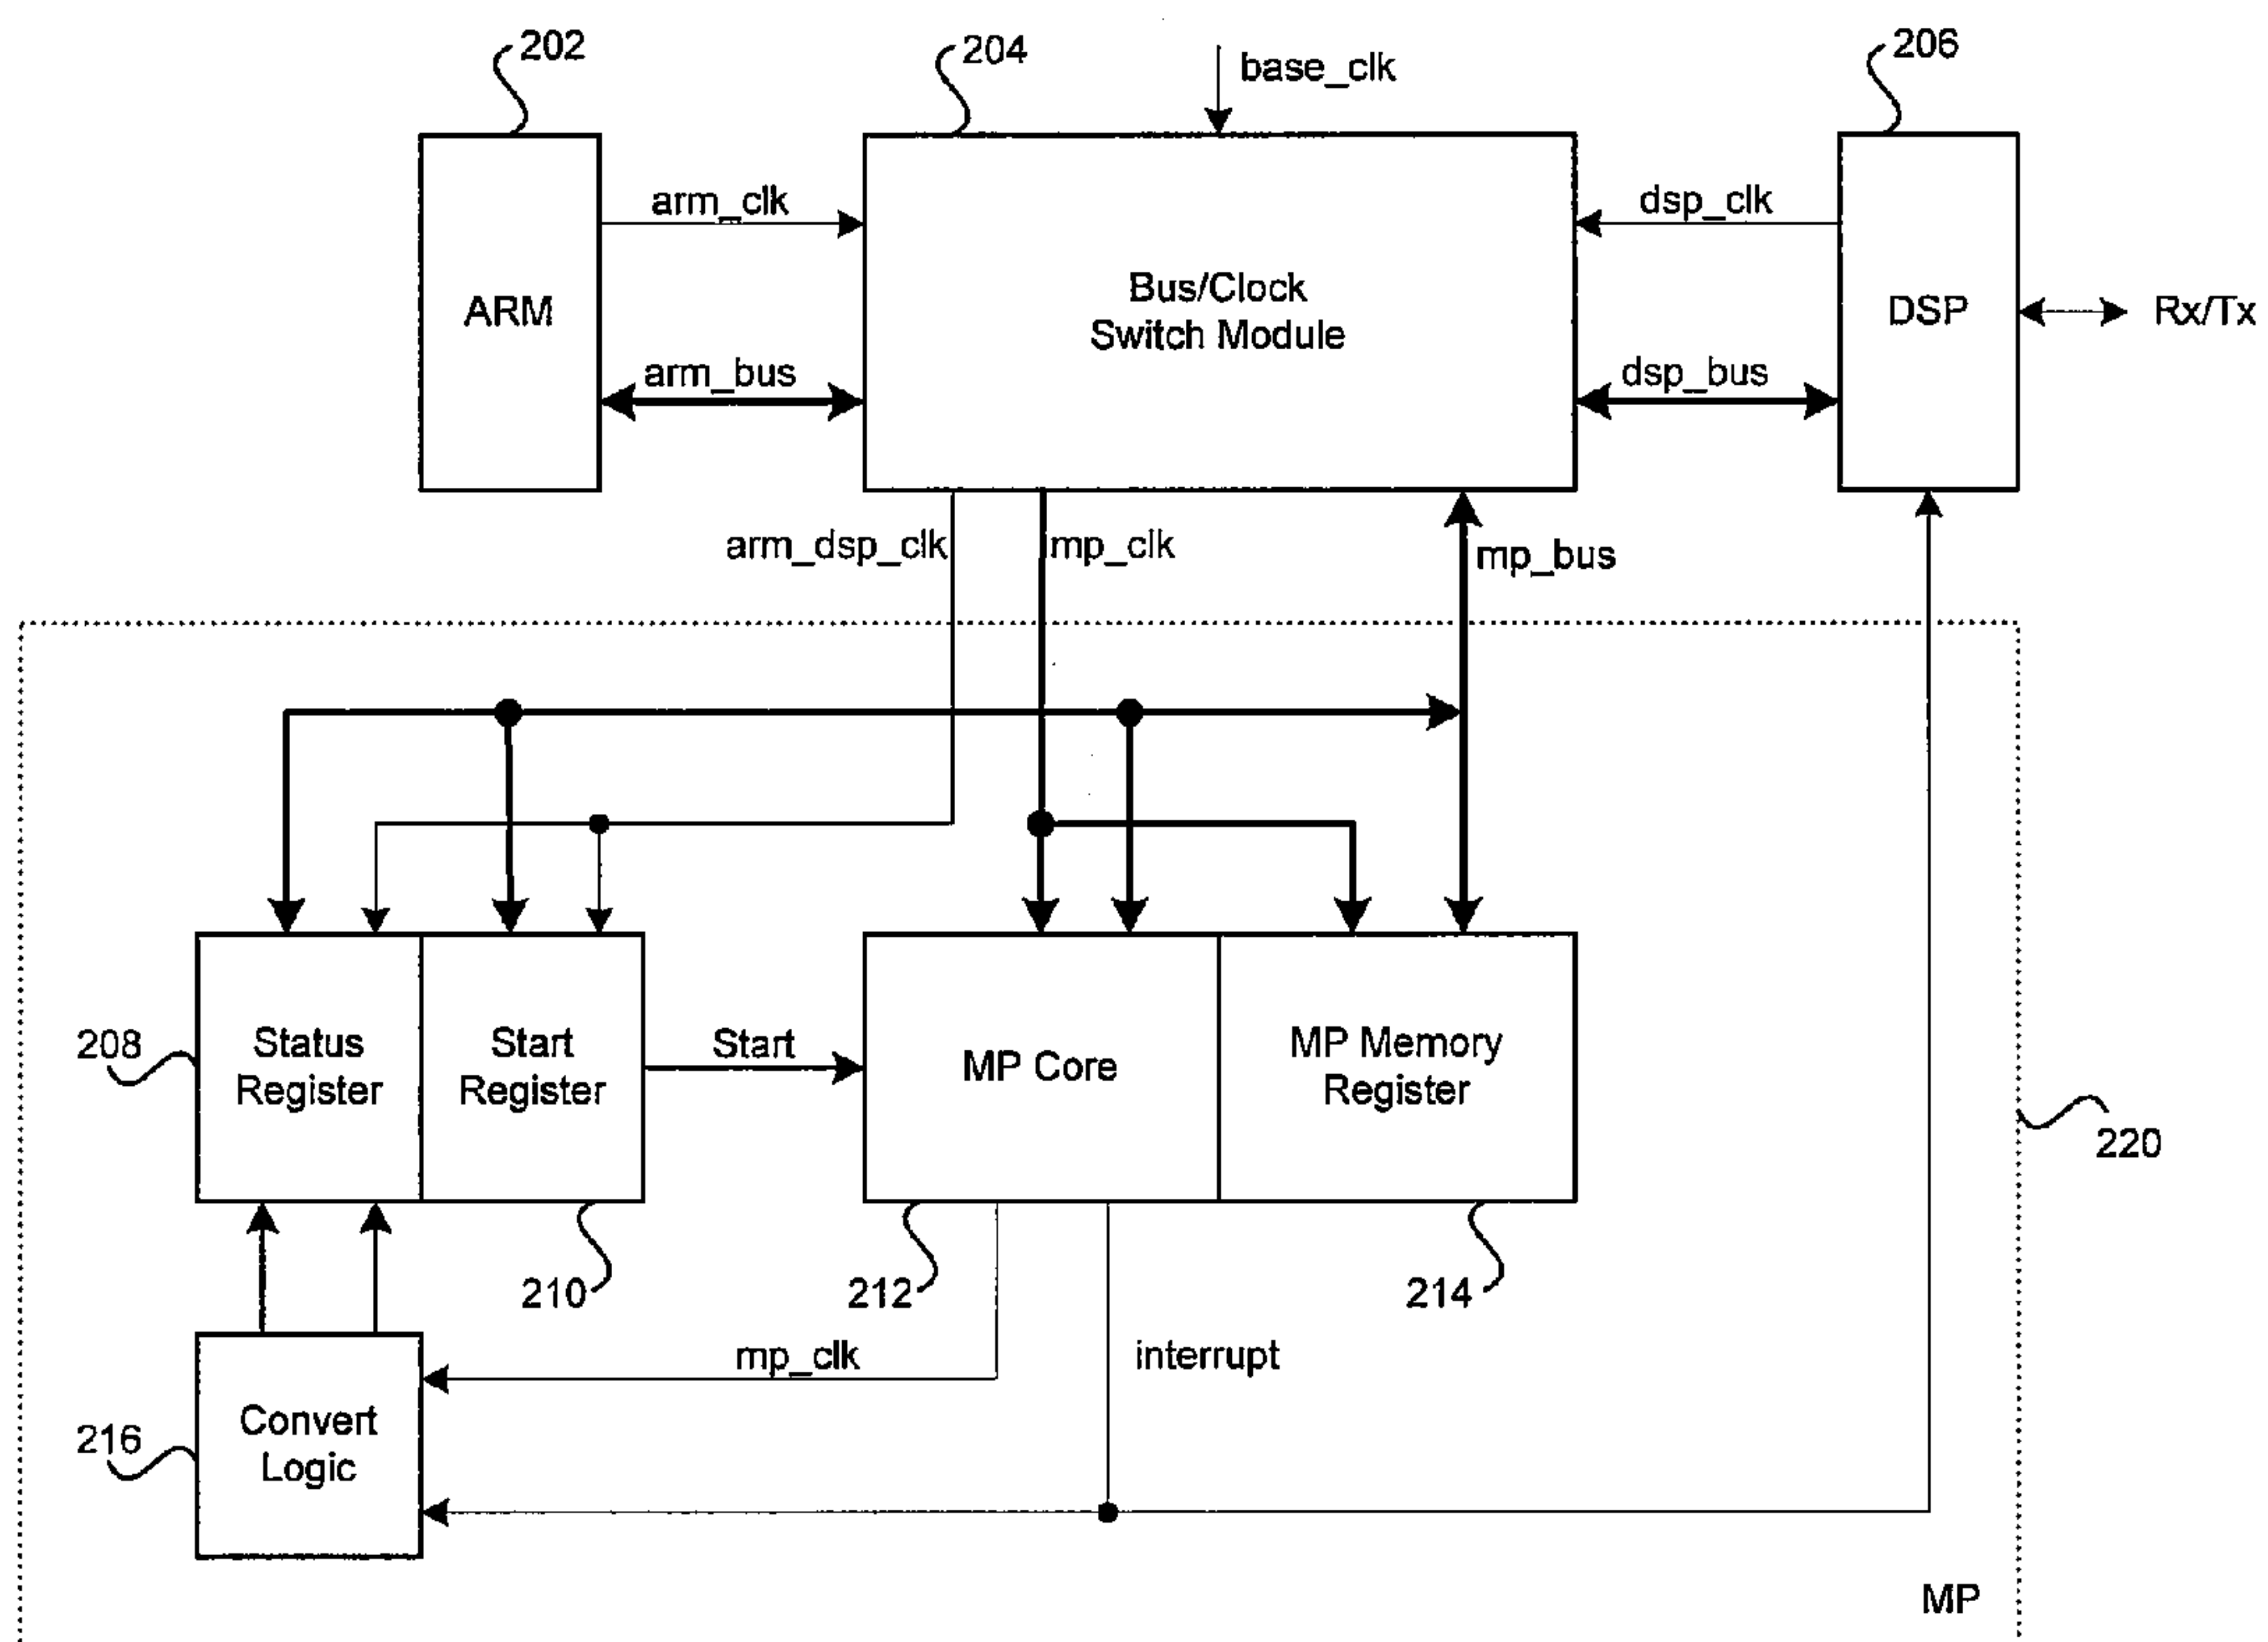 202
204
base_clk
206
arm_clk
dsp_clk
ARM
Bus/Clock
Switch Module
DSP
Rx/Tx
arm_bus
dsp_bus
arm_dsp_clk
mp_clk
mp_bus
208
Status
Register
Start
Register
Start
MP Core
MP Memory
Register
220
210
212
214
mp_clk
interrupt
216
Convert
Logic
MP